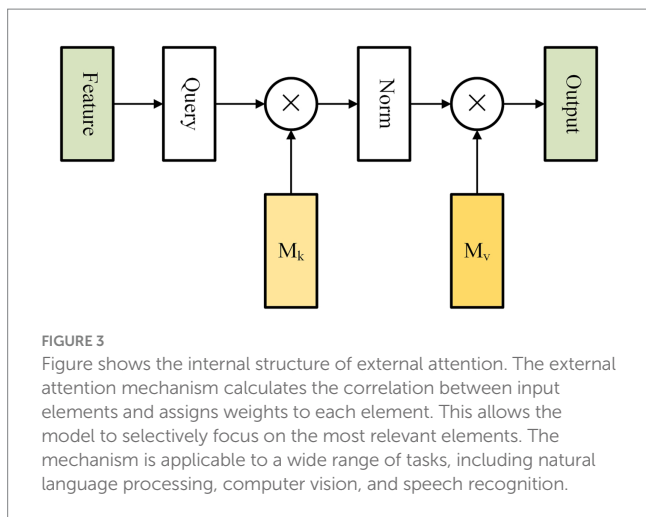 Feature
Query
×
Norm
×
Output
M_k
M_v
FIGURE 3
Figure shows the internal structure of external attention. The external
attention mechanism calculates the correlation between input
elements and assigns weights to each element. This allows the
model to selectively focus on the most relevant elements. The
mechanism is applicable to a wide range of tasks, including natural
language processing, computer vision, and speech recognition.